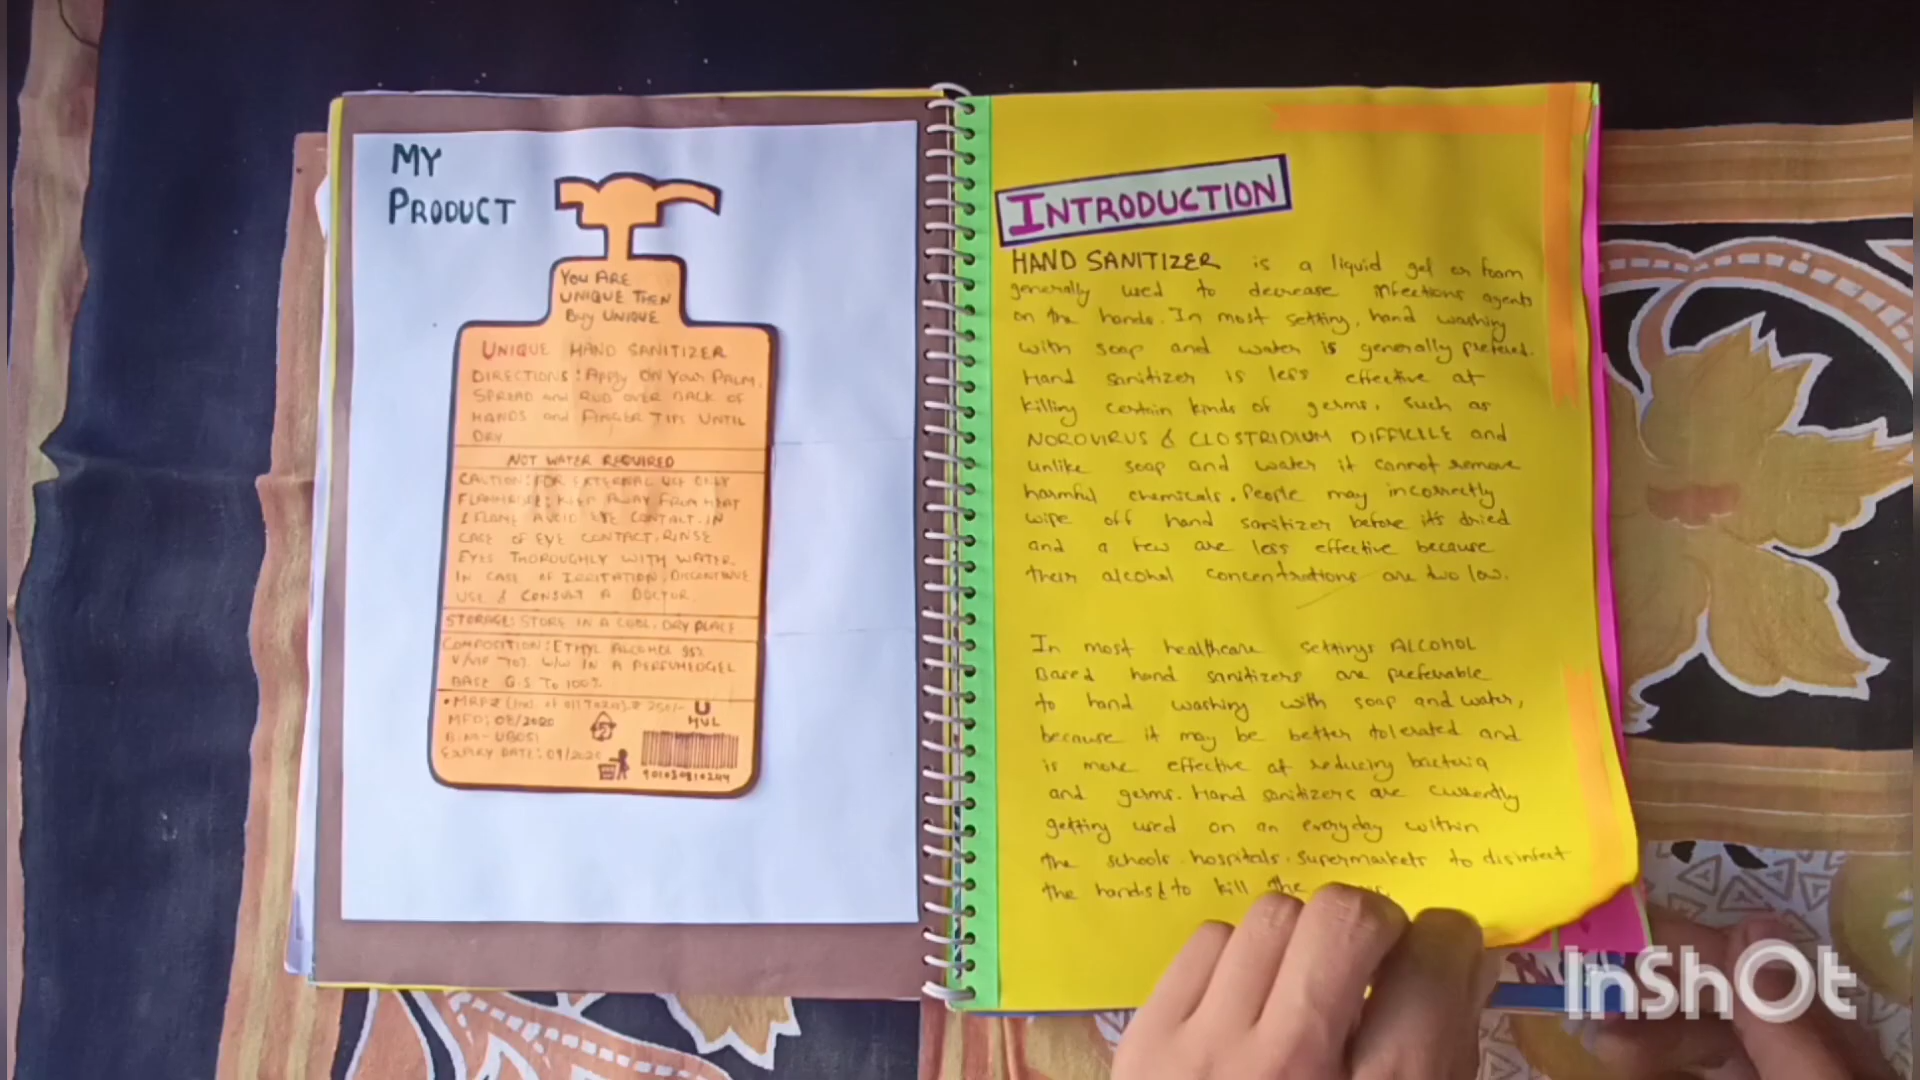 MY
PRODUCT
YOU ARE
UNIQUE THEN
Buy UNIQUE
UNIQUE HAND SANITIZER
DIRECTIONS: Apply ON YOUR PALM,
SPREAD and RUB OVER BACK OF
HANDS and FINGER TIPS UNTIL
DRY
NOT WATER REQUIRED
CAUTION: FOR EXTERNAL USE ONLY
KEEP AWAY FROM HEAT
& FLAME AVOID EYE CONTACT. IN
CASE OF EYE CONTACT, RINSE
EYES THOROUGHLY WITH WATER.
IN CASE OF IRRITATION, DISCONTINUE
USE & CONSULT A DOCTOR.
STORAGE: STORE IN A COOL, DRY PLACE
COMPOSITION: ETHYL ALCOHOL 95%
V/V 70% W/W IN A PERFUMED GEL
BASE Q.S TO 100%
U
HUL
MFD: 08/2020
B.NO- UB051
EXPIRY DATE:
INTRODUCTION
HAND SANITIZER is a liquid gel or foam
generally used to decrease infections agents
on the hands. In most setting, hand washing
with soap and water is generally prefered.
Hand sanitizer is less effective at
killing certain kinds of germs, such as
NOROVIRUS & CLOSTRIDIUM DIFFICILE and
unlike soap and water it cannot remove
harmful chemicals. People may incorrectly
wipe off hand sanitizer before it's dried
and a few are less effective because
their alcohol concentrations are two low.
In most healthcare settings ALCOHOL
Based hand sanitizers are preferable
to hand washing with soap and water,
because it may be better tolerated and
is more effective at reducing bacteria
and germs. Hand sanitizers are currently
getting used on an everyday within
the schools, hospitals, supermarkets to disinfect
the hands & to kill the
InShOt